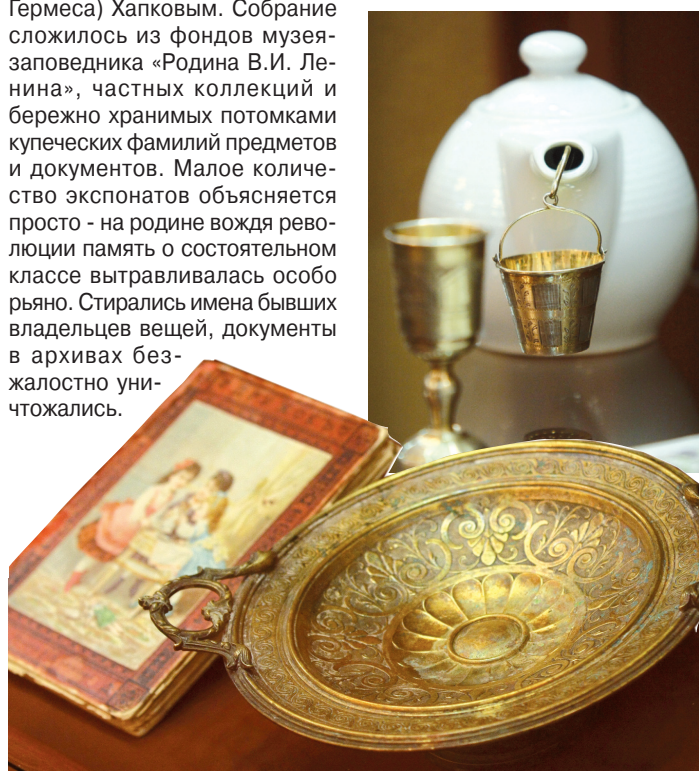 Гермеса) Хапковым. Собрание
сложилось из фондов музея-
заповедника «Родина В.И. Ле-
нина», частных коллекций и
бережно хранимых потомками
купеческих фамилий предметов
и документов. Малое количе-
ство экспонатов объясняется
просто - на родине вождя рево-
люции память о состоятельном
классе вытравливалась особо
рьяно. Стирались имена бывших
владельцев вещей, документы
в архивах без-
жалостно уни-
чтожались.